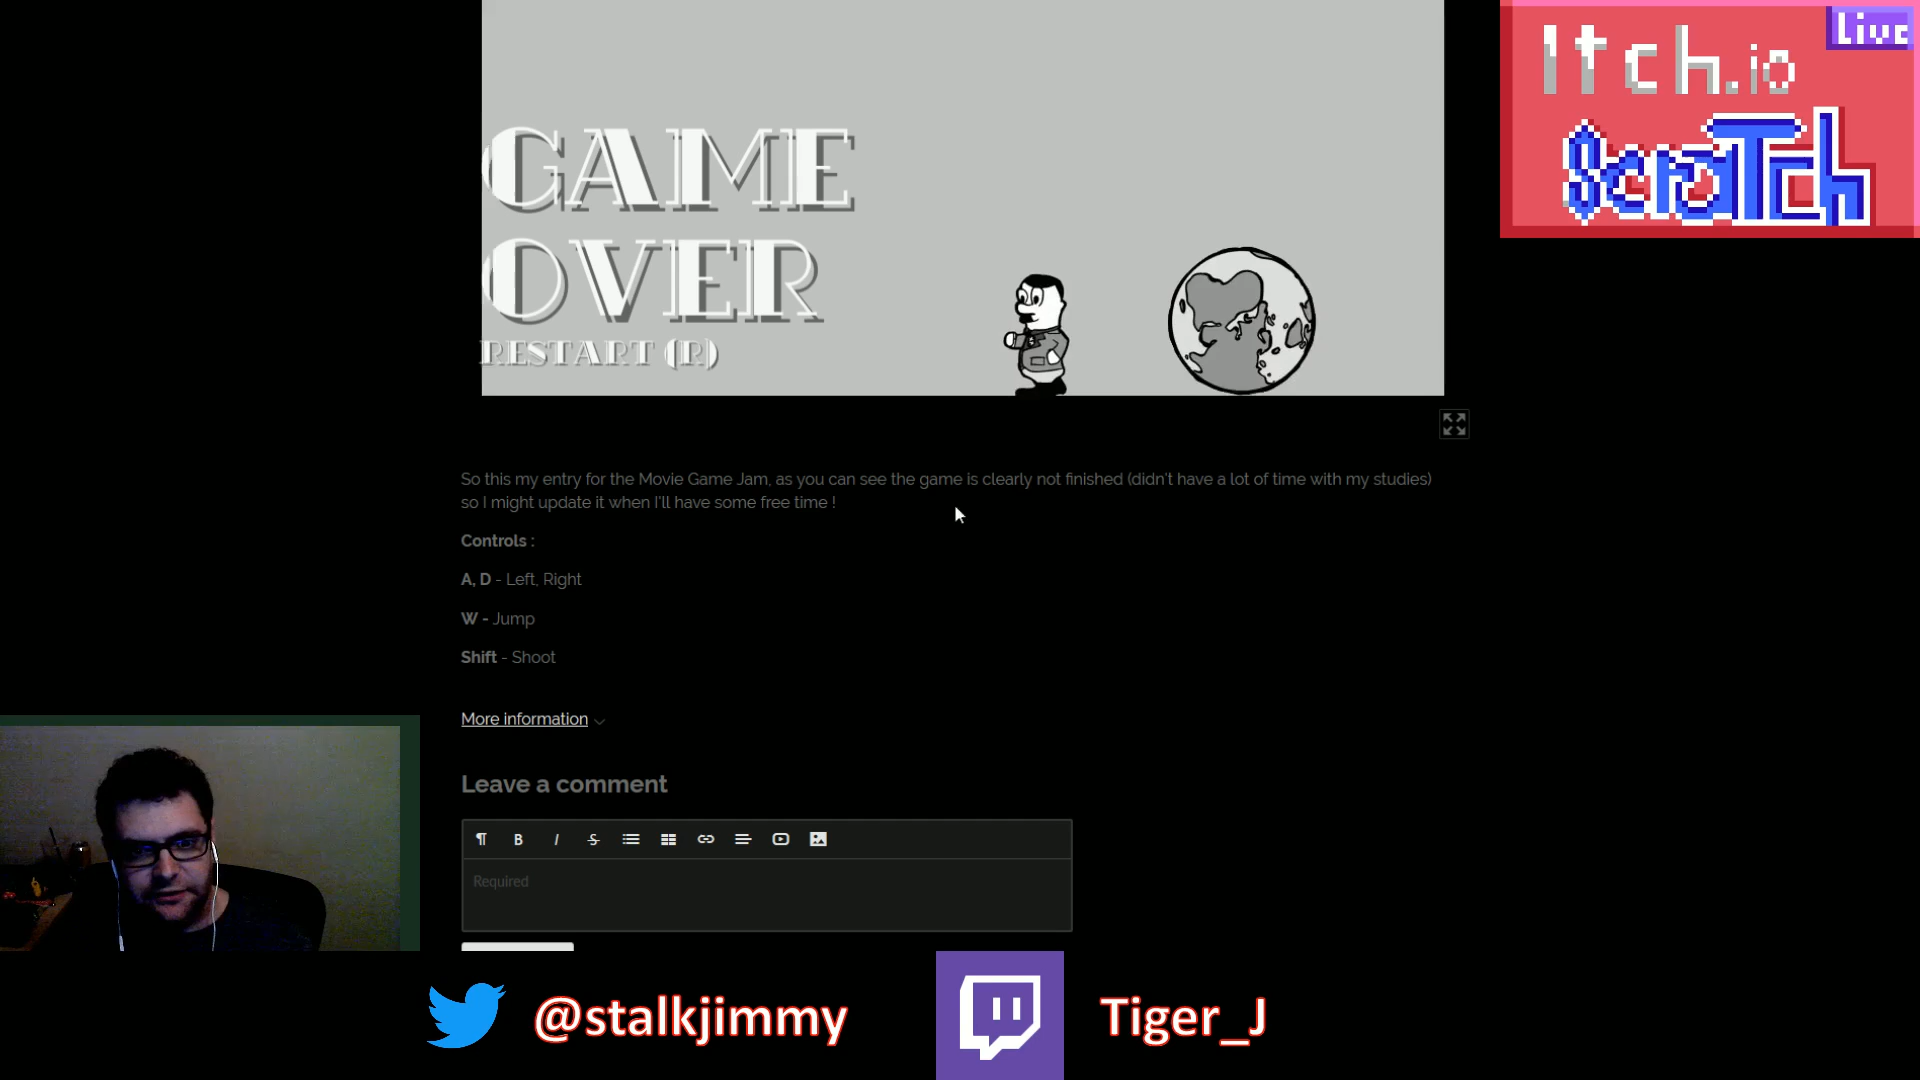 GAME
OVER
RESTART (R)
Live
Itch.io
Scratch
So this my entry for the Movie Game Jam, as you can see the game is clearly not finished (didn't have a lot of time with my studies)
so I might update it when I'll have some free time !
Controls :
A, D - Left, Right
W - Jump
Shift - Shoot
More information
Leave a comment
B I S
Required
@stalkjimmy
Tiger_J